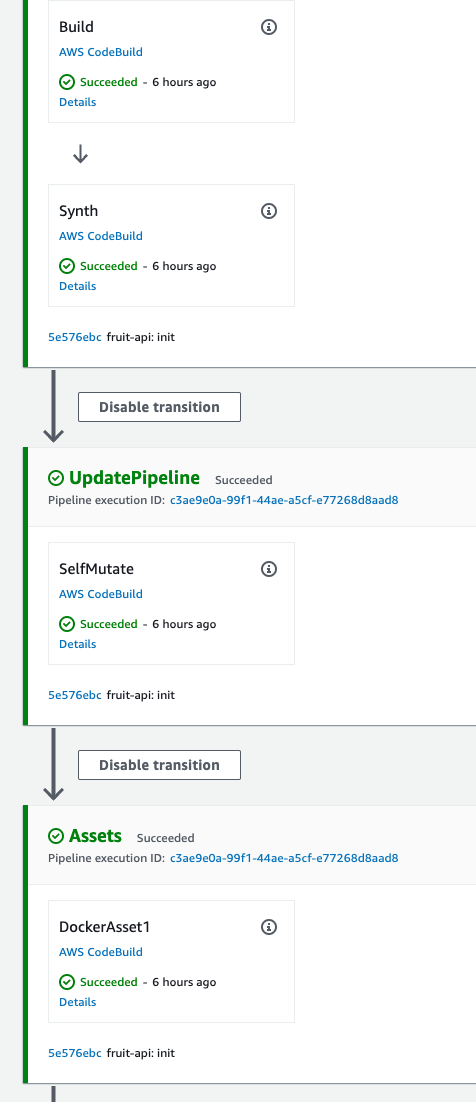 Build
AWS CodeBuild
Succeeded - 6 hours ago
Details
Synth
AWS CodeBuild
Succeeded - 6 hours ago
Details
5e576ebc fruit-api: init
Disable transition
UpdatePipeline Succeeded
Pipeline execution ID: c3ae9e0a-99f1-44ae-a5cf-e77268d8aad8
SelfMutate
AWS CodeBuild
Succeeded - 6 hours ago
Details
5e576ebc fruit-api: init
Disable transition
Assets Succeeded
Pipeline execution ID: c3ae9e0a-99f1-44ae-a5cf-e77268d8aad8
DockerAsset1
AWS CodeBuild
Succeeded - 6 hours ago
Details
5e576ebc fruit-api: init